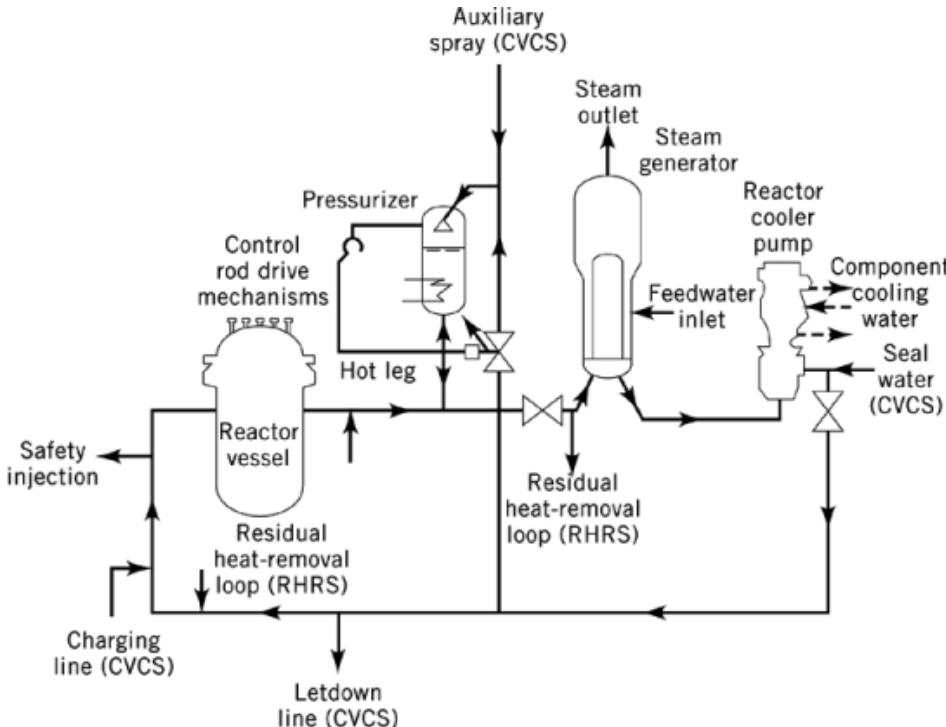 Auxiliary
spray (CVCS)
Steam
outlet
Steam
generator
Pressurizer
Reactor
cooler
pump
Control
rod drive
mechanisms
Component
cooling
water
Feedwater
inlet
Hot leg
Seal
water
(CVCS)
Reactor
vessel
Safety
injection
Residual
heat-removal
loop (RHRS)
Residual
heat-removal
loop (RHRS)
Charging
line (CVCS)
Letdown
line (CVCS)